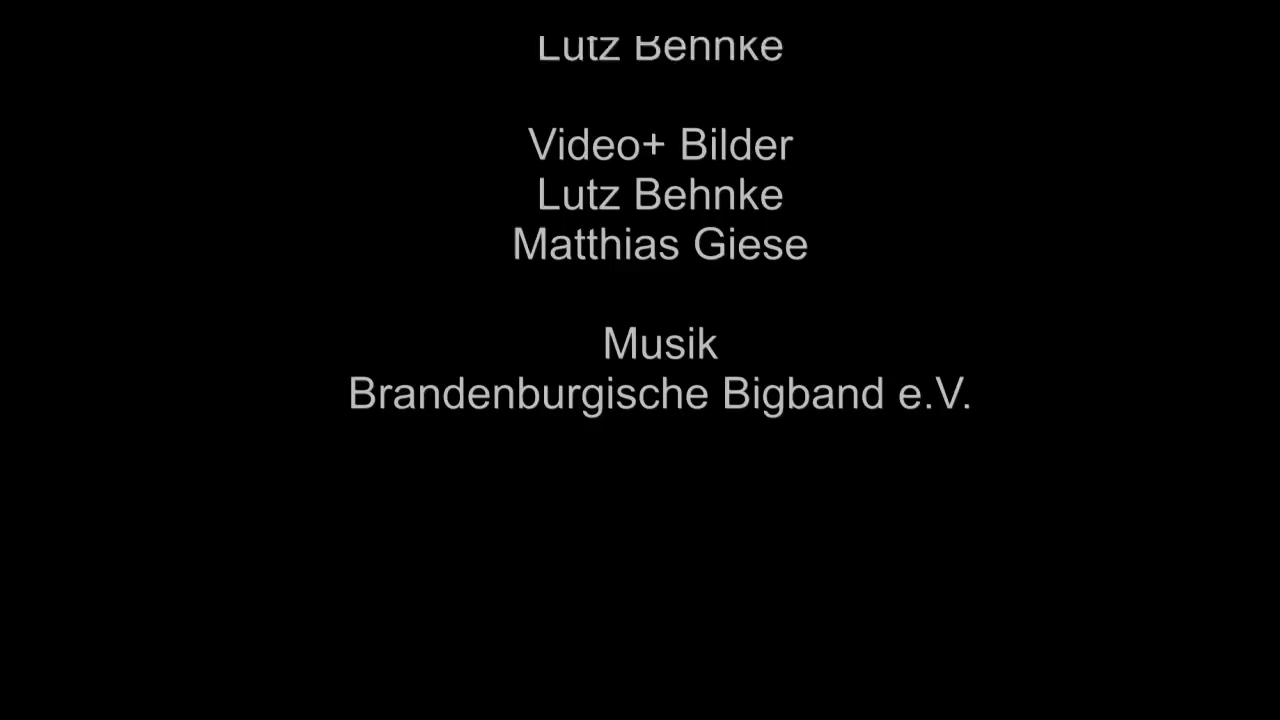 Lutz Behnke
Video+ Bilder
Lutz Behnke
Matthias Giese
Musik
Brandenburgische Bigband e.V.